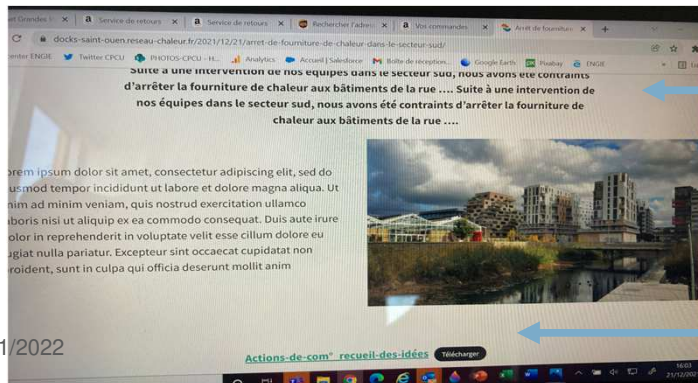 Service de retours
Service de retours
Rechercher l'adres
Vos commandes
Arrêt de fourniture
docks-saint-ouen.reseau-chaleur.fr/2021/12/21/arret-de-fourniture-de-chaleur-dans-le-secteur-sud/
enter ENGIE Twitter CPCU PHOTOS-CPCU -H... Analytics Accueil | Salesforce Boîte de réception... Google Earth Pixabay ENGIE
Suite à une intervention de nos équipes dans le secteur sud, nous avons été contraints
d'arrêter la fourniture de chaleur aux bâtiments de la rue .... Suite à une intervention de
nos équipes dans le secteur sud, nous avons été contraints d'arrêter la fourniture de
chaleur aux bâtiments de la rue ....
orem ipsum dolor sit amet, consectetur adipiscing elit, sed do
usmod tempor incididunt ut labore et dolore magna aliqua. Ut
nim ad minim veniam, quis nostrud exercitation ullamco
boris nisi ut aliquip ex ea commodo consequat. Duis aute irure
olor in reprehenderit in voluptate velit esse cillum dolore eu
ugiat nulla pariatur. Excepteur sint occaecat cupidatat non
roident, sunt in culpa qui officia deserunt mollit anim
1/2022
Actions-de-com°_recueil-des-idées Télécharger
16:03
21/12/202